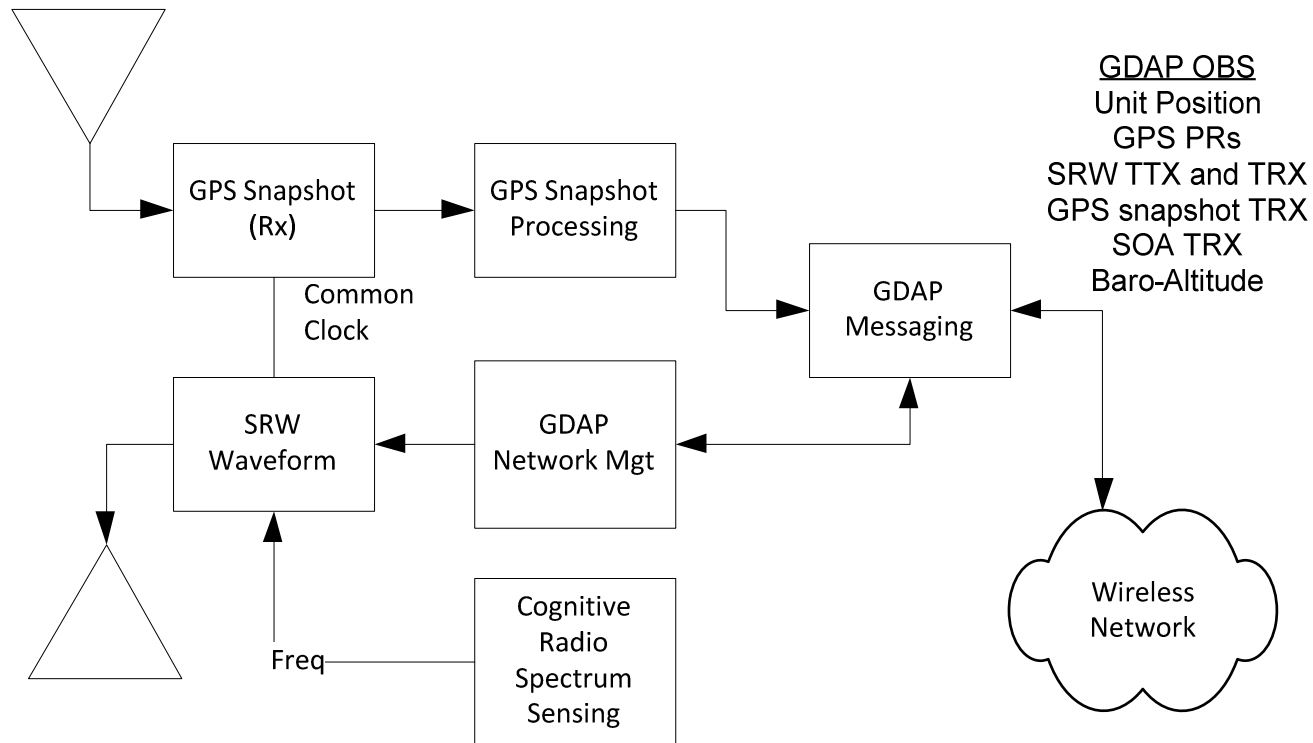 GDAP OBS
Unit Position
GPS PRs
SRW TTX and TRX
GPS snapshot TRX
SOA TRX
Baro-Altitude
GPS Snapshot
(Rx)
GPS Snapshot
Processing
GDAP
Messaging
Common
Clock
SRW
Waveform
GDAP
Network Mgt
Freq
Cognitive
Radio
Spectrum
Sensing
Wireless
Network